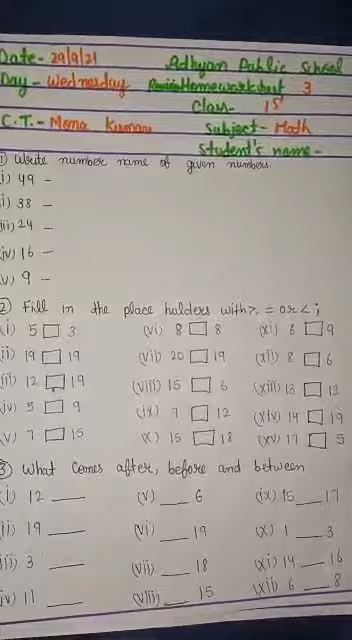 Date - 29/9/21 Adhyan Public School
Day - Wednesday Revision Homeworksheet 3
Class - 1st
C.T. - Mona Kumari Subject - Math
Student's name -
① Write number name of given numbers.
i) 49 -
i) 38 -
iii) 24 -
iv) 16 -
v) 9 -
② Fill in the place holders with >, = or < ;
(i) 5 □ 3 (vi) 8 □ 8 (xi) 6 □ 9
ii) 19 □ 19 (vii) 20 □ 19 (xii) 8 □ 6
(iii) 12 □ 19 (viii) 15 □ 6 (xiii) 13 □ 13
iv) 5 □ 9 (ix) 7 □ 12 (xiv) 14 □ 19
(v) 7 □ 15 (x) 15 □ 18 (xv) 17 □ 5
③ What comes after, before and between
(i) 12 ___ (v) ___ 6 (ix) 15 ___ 17
ii) 19 ___ (vi) ___ 19 (x) 1 ___ 3
iii) 3 ___ (vii) ___ 18 (xi) 14 ___ 16
iv) 11 ___ (viii) ___ 15 (xii) 6 ___ 8